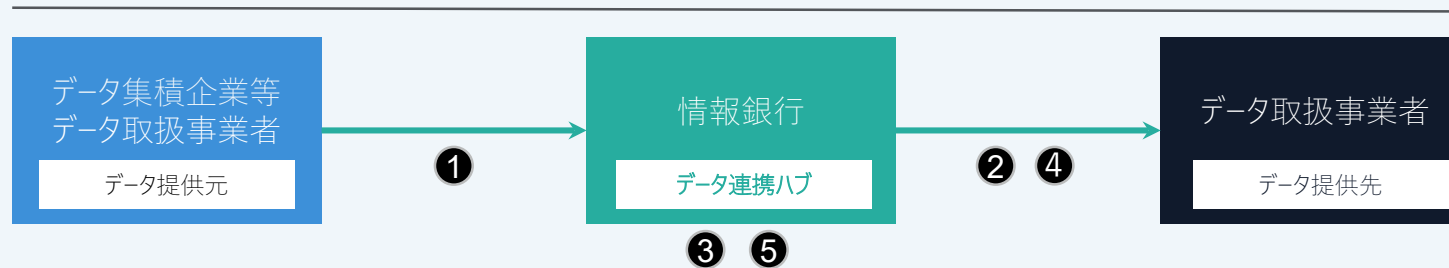 データ集積企業等
データ取扱事業者
データ提供元
❶
情報銀行
データ連携ハブ
❸ ❺
❷ ❹
データ取扱事業者
データ提供先